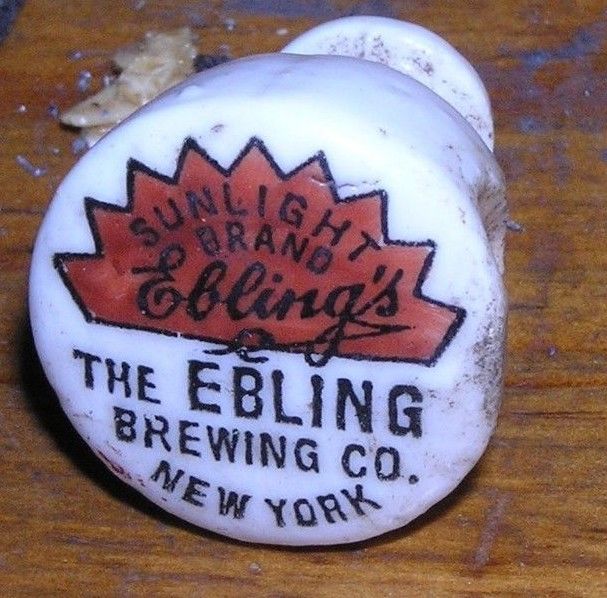 SUNLIGHT
BRAND
Ebling's
THE EBLING
BREWING CO.
NEW YORK